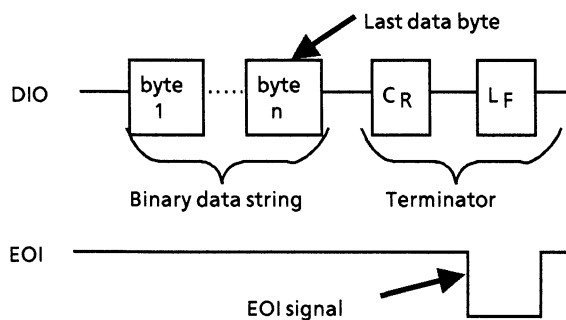 Last data byte
DIO
byte 1
byte n
CR
LF
Binary data string
Terminator
EOI
EOI signal